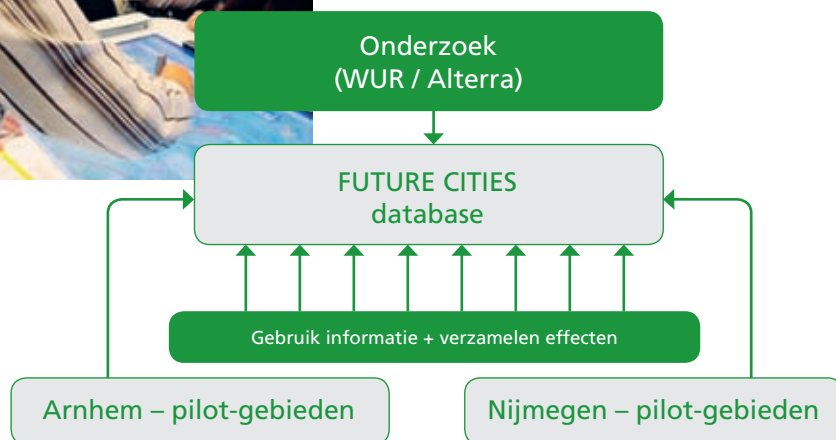 Onderzoek
(WUR / Alterra)
FUTURE CITIES
database
Gebruik informatie + verzamelen effecten
Arnhem – pilot-gebieden
Nijmegen – pilot-gebieden